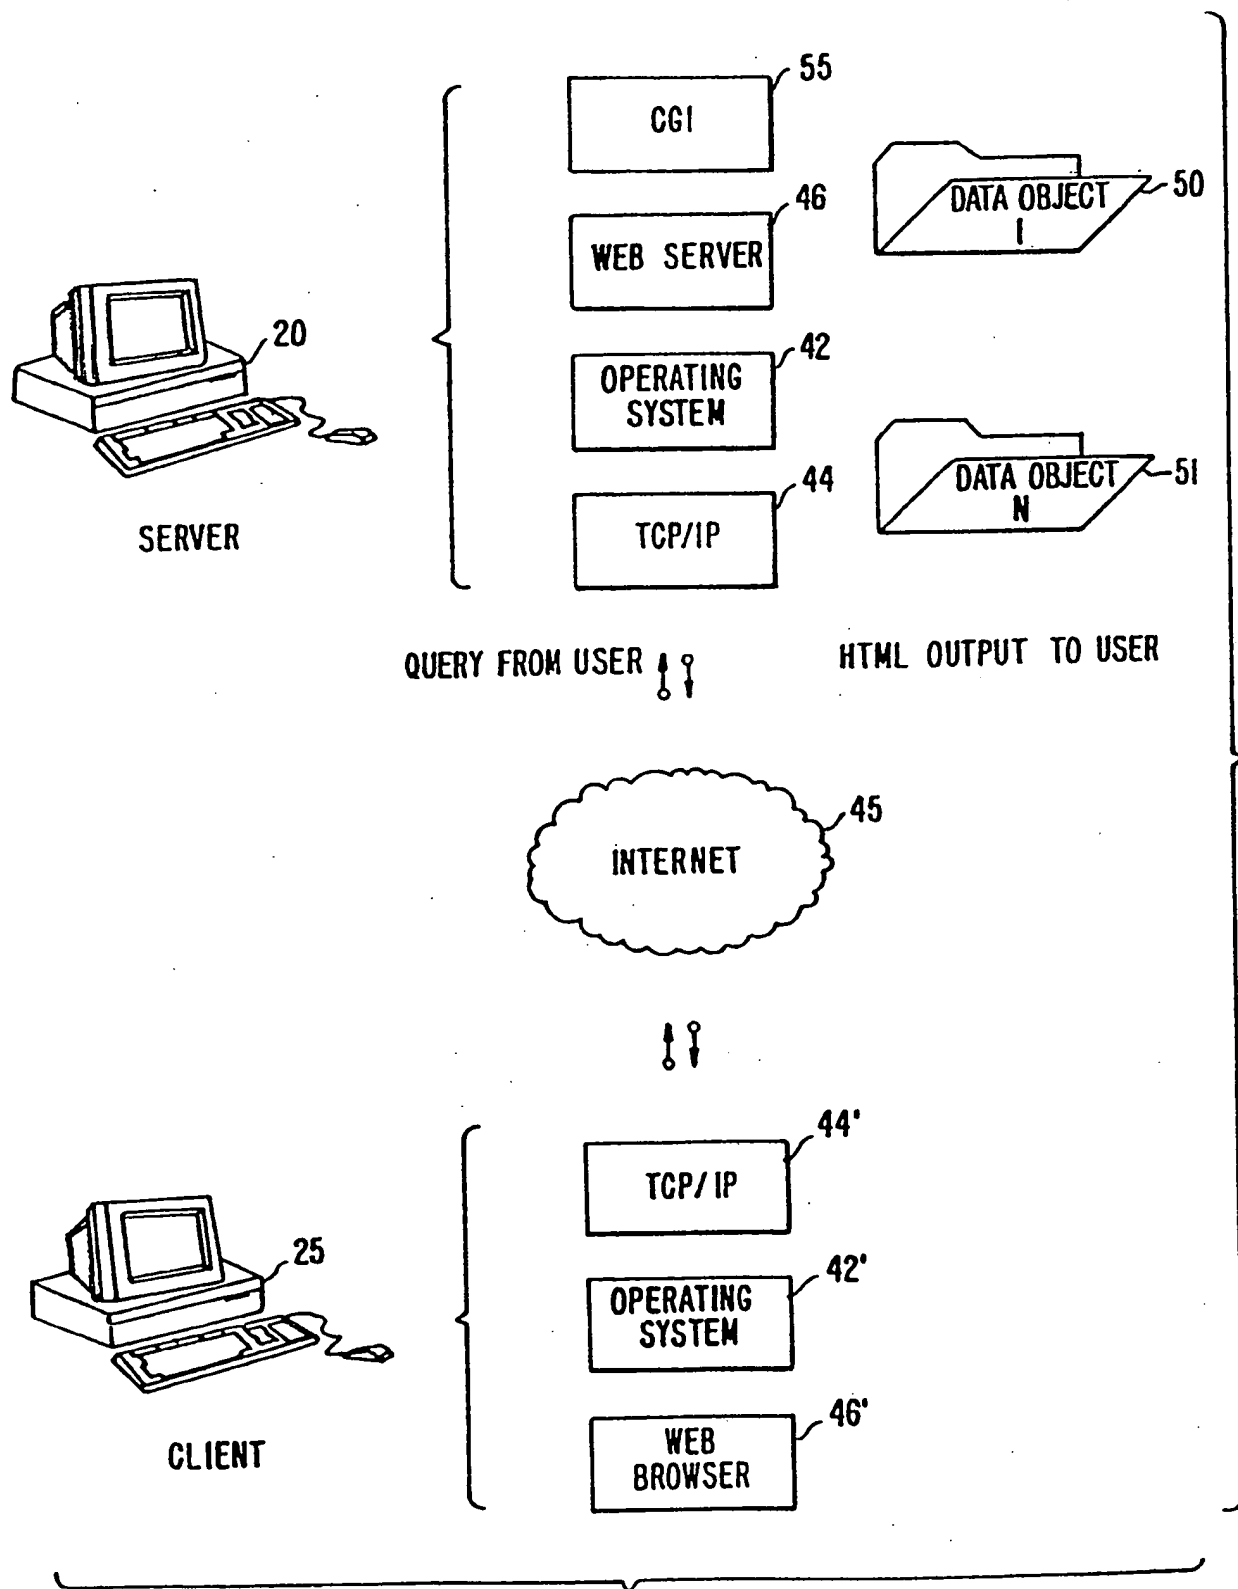 55
CGI
46
WEB SERVER
DATA OBJECT
1
50
20
42
OPERATING
SYSTEM
44
TCP/IP
DATA OBJECT
N
51
SERVER
QUERY FROM USER
HTML OUTPUT TO USER
45
INTERNET
44'
TCP/IP
25
42'
OPERATING
SYSTEM
46'
WEB
BROWSER
CLIENT